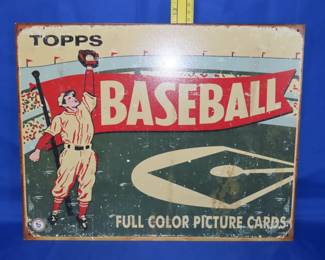 TOPPS
BASEBALL
FULL COLOR PICTURE CARDS